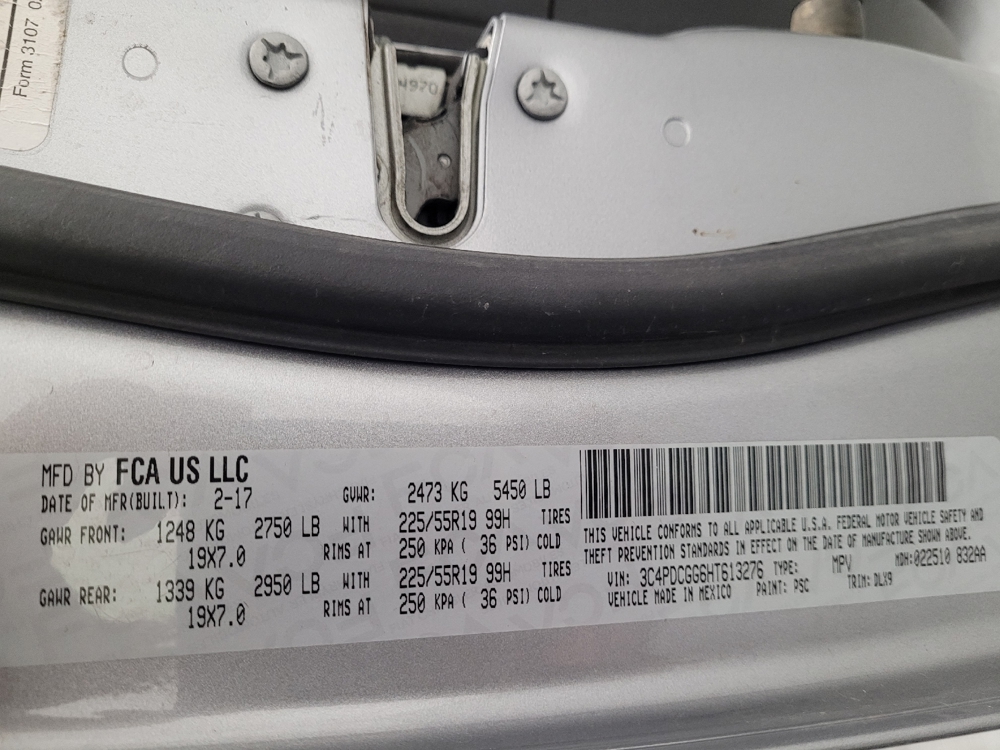 Form 3107 0
4970
MFD BY FCA US LLC
DATE OF MFR(BUILT): 2-17 GVWR: 2473 KG 5450 LB
GAWR FRONT: 1248 KG 2750 LB WITH 225/55R19 99H TIRES
19X7.0 RIMS AT 250 KPA ( 36 PSI) COLD
GAWR REAR: 1339 KG 2950 LB WITH 225/55R19 99H TIRES
19X7.0 RIMS AT 250 KPA ( 36 PSI) COLD
THIS VEHICLE CONFORMS TO ALL APPLICABLE U.S.A. FEDERAL MOTOR VEHICLE SAFETY AND
THEFT PREVENTION STANDARDS IN EFFECT ON THE DATE OF MANUFACTURE SHOWN ABOVE.
VIN: 3C4PDCGG6HT613276 TYPE: MPV MDH:022510 832AA
VEHICLE MADE IN MEXICO PAINT: PSC TRIM: DLX9